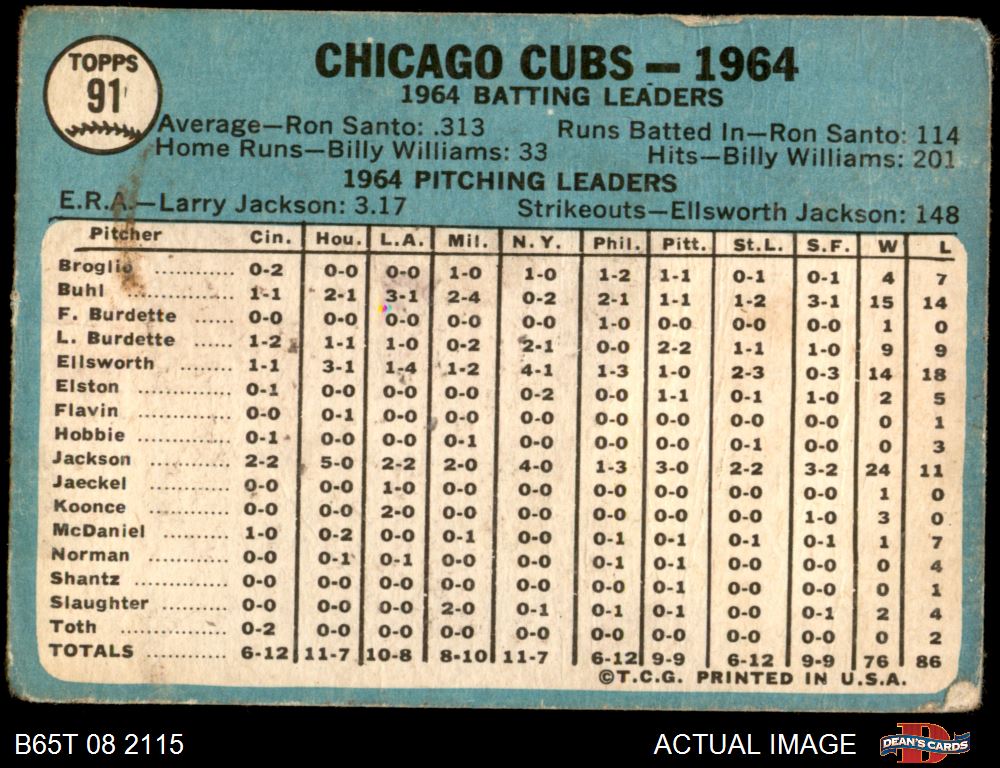 TOPPS
91
CHICAGO CUBS — 1964
1964 BATTING LEADERS
Average—Ron Santo: .313 Runs Batted In—Ron Santo: 114
Home Runs—Billy Williams: 33 Hits—Billy Williams: 201
1964 PITCHING LEADERS
E.R.A.—Larry Jackson: 3.17 Strikeouts—Ellsworth Jackson: 148
Pitcher Cin. Hou. L.A. Mil. N.Y. Phil. Pitt. St.L. S.F. W L
Broglio ............ 0-2 0-0 0-0 1-0 1-0 1-2 1-1 0-1 0-1 4 7
Buhl ............ 1-1 2-1 3-1 2-4 0-2 2-1 1-1 1-2 3-1 15 14
F. Burdette ...... 0-0 0-0 0-0 0-0 0-0 1-0 0-0 0-0 0-0 1 0
L. Burdette ...... 1-2 1-1 1-0 0-2 2-1 0-0 2-2 1-1 1-0 9 9
Ellsworth ........ 1-1 3-1 1-4 1-2 4-1 1-3 1-0 2-3 0-3 14 18
Elston ............ 0-1 0-0 0-0 0-0 0-2 0-0 1-1 0-1 1-0 2 5
Flavin ............ 0-0 0-1 0-0 0-0 0-0 0-0 0-0 0-0 0-0 0 1
Hobbie ............ 0-1 0-0 0-0 0-1 0-0 0-0 0-0 0-1 0-0 0 3
Jackson ............ 2-2 5-0 2-2 2-0 4-0 1-3 3-0 2-2 3-2 24 11
Jaeckel ............ 0-0 0-0 1-0 0-0 0-0 0-0 0-0 0-0 0-0 1 0
Koonce ............ 0-0 0-0 2-0 0-0 0-0 0-0 0-0 0-0 1-0 3 0
McDaniel .......... 1-0 0-2 0-0 0-1 0-0 0-1 0-1 0-1 0-1 1 7
Norman ............ 0-0 0-1 0-1 0-0 0-0 0-1 0-1 0-0 0-0 0 4
Shantz ............ 0-0 0-0 0-0 0-0 0-0 0-0 0-1 0-0 0-0 0 1
Slaughter .......... 0-0 0-0 0-0 2-0 0-1 0-1 0-1 0-0 0-1 2 4
Toth ............ 0-2 0-0 0-0 0-0 0-0 0-0 0-0 0-0 0-0 0 2
TOTALS ............ 6-12 11-7 10-8 8-10 11-7 6-12 9-9 6-12 9-9 76 86
©T.C.G. PRINTED IN U.S.A.
B65T 08 2115 ACTUAL IMAGE
D
DEAN'S CARDS